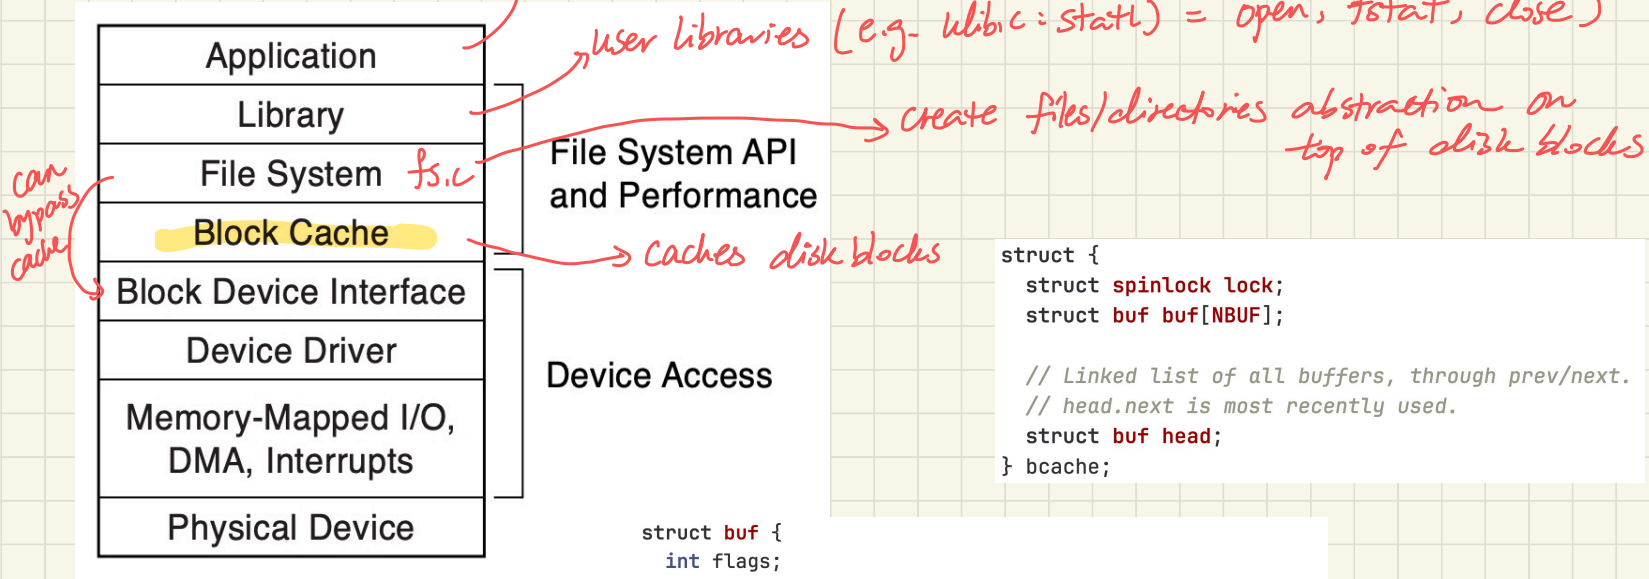 user libraries (e.g. ulib.c : stat() = open, fstat, close)
Application
Library
create files/directories abstraction on
top of disk blocks
File System API
and Performance
File System fs.c
can
bypass
cache
Block Cache
caches disk blocks
Block Device Interface
Device Driver
Device Access
Memory-Mapped I/O,
DMA, Interrupts
Physical Device
struct {
struct spinlock lock;
struct buf buf[NBUF];
// Linked list of all buffers, through prev/next.
// head.next is most recently used.
struct buf head;
} bcache;
struct buf {
int flags;